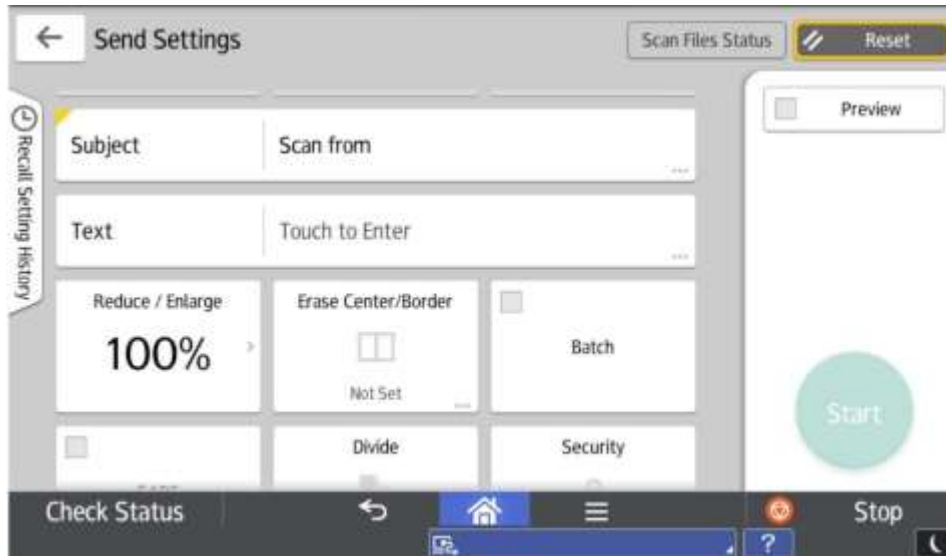 Send Settings
Scan Files Status
Reset
Recall Setting History
Preview
Subject
Scan from
Text
Touch to Enter
Reduce / Enlarge
100%
Erase Center/Border
Not Set
Batch
Divide
Security
Start
Check Status
Stop
?